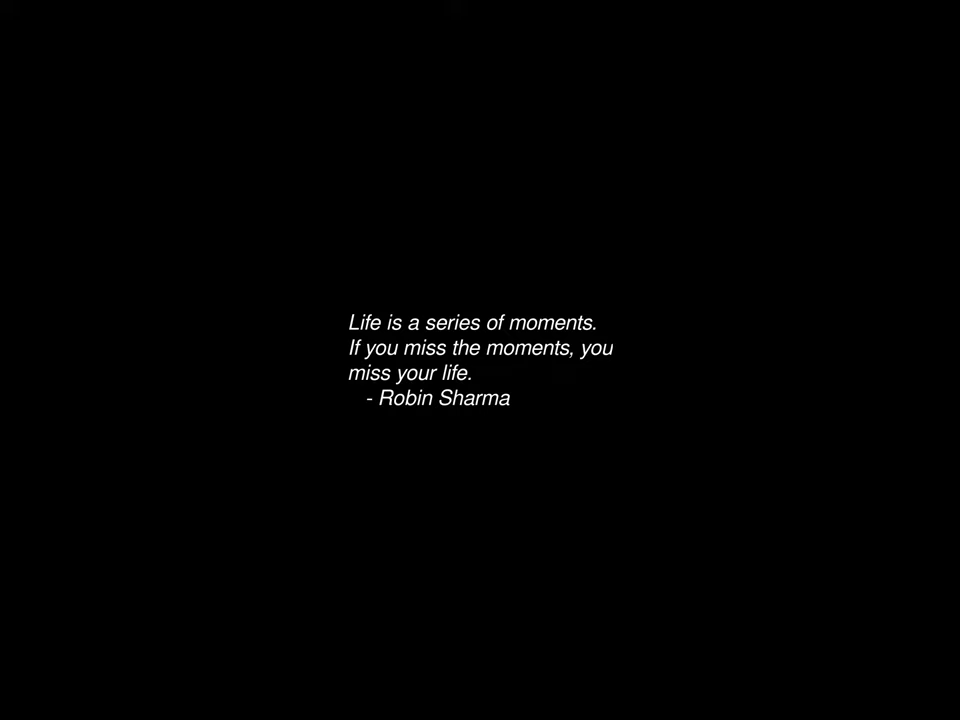 Life is a series of moments.
If you miss the moments, you
miss your life.
- Robin Sharma